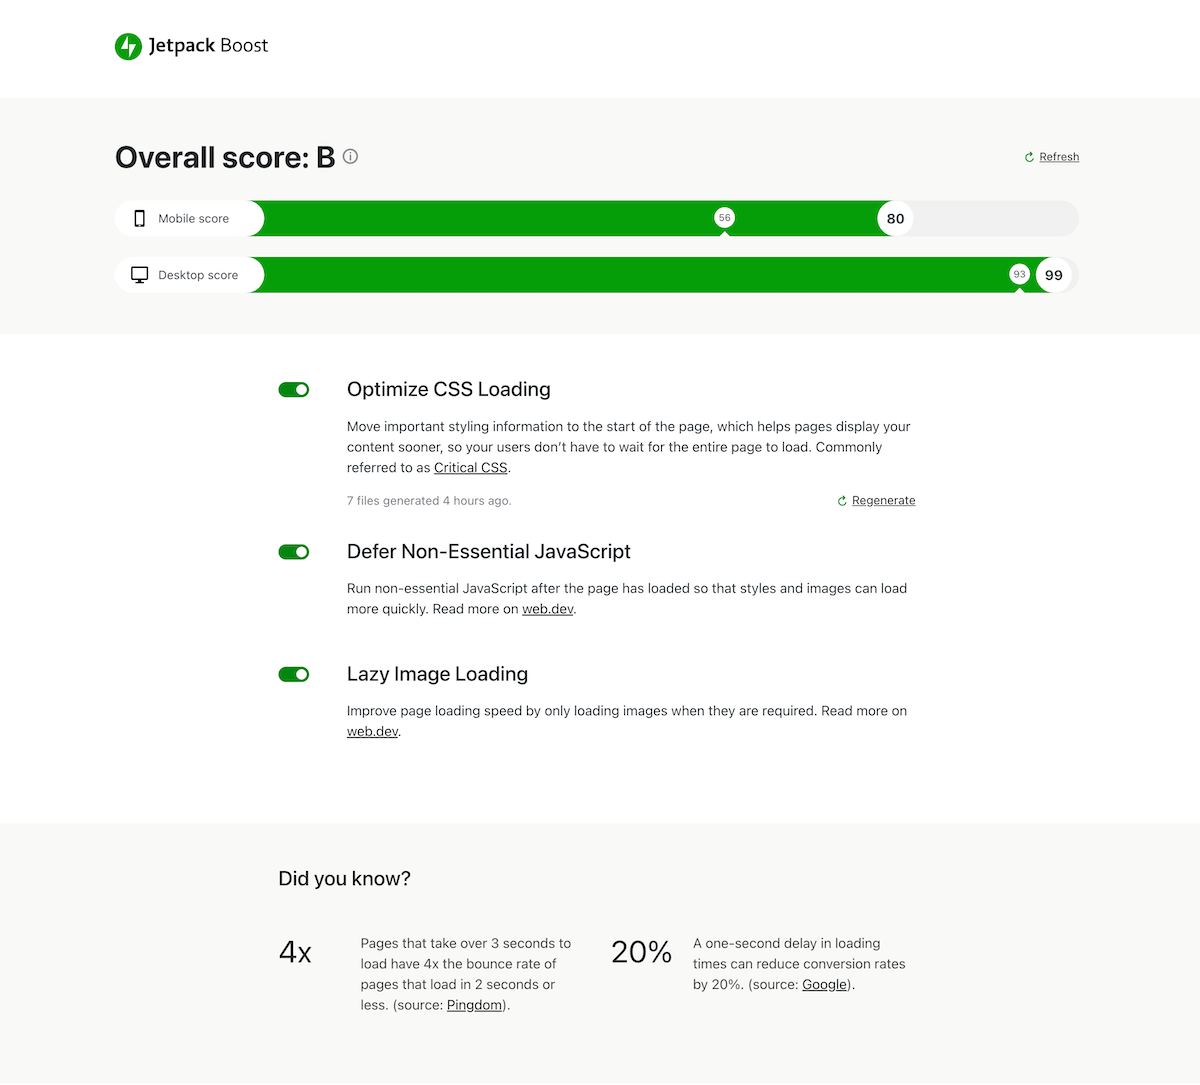 Jetpack Boost
Overall score: B
Refresh
Mobile score
56
80
Desktop score
93
99
Optimize CSS Loading
Move important styling information to the start of the page, which helps pages display your
content sooner, so your users don’t have to wait for the entire page to load. Commonly
referred to as Critical CSS.
7 files generated 4 hours ago.
Regenerate
Defer Non-Essential JavaScript
Run non-essential JavaScript after the page has loaded so that styles and images can load
more quickly. Read more on web.dev.
Lazy Image Loading
Improve page loading speed by only loading images when they are required. Read more on
web.dev.
Did you know?
4x
Pages that take over 3 seconds to
load have 4x the bounce rate of
pages that load in 2 seconds or
less. (source: Pingdom).
20%
A one-second delay in loading
times can reduce conversion rates
by 20%. (source: Google).